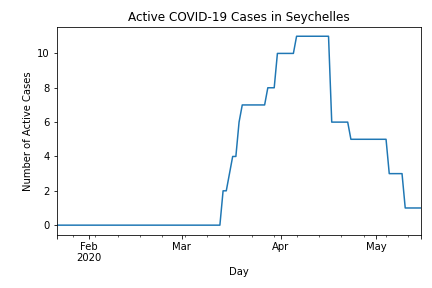 Active COVID-19 Cases in Seychelles
Number of Active Cases
10
8
6
4
2
0
Feb Mar Apr May
2020
Day